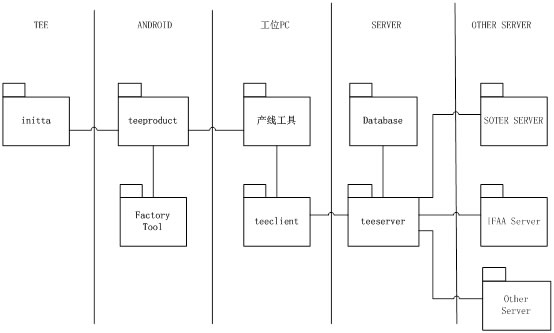 TEE
ANDROID
工位PC
SERVER
OTHER SERVER
initta
teeproduct
产线工具
Database
SOTER SERVER
Factory
Tool
teeclient
teeserver
IFAA Server
Other
Server